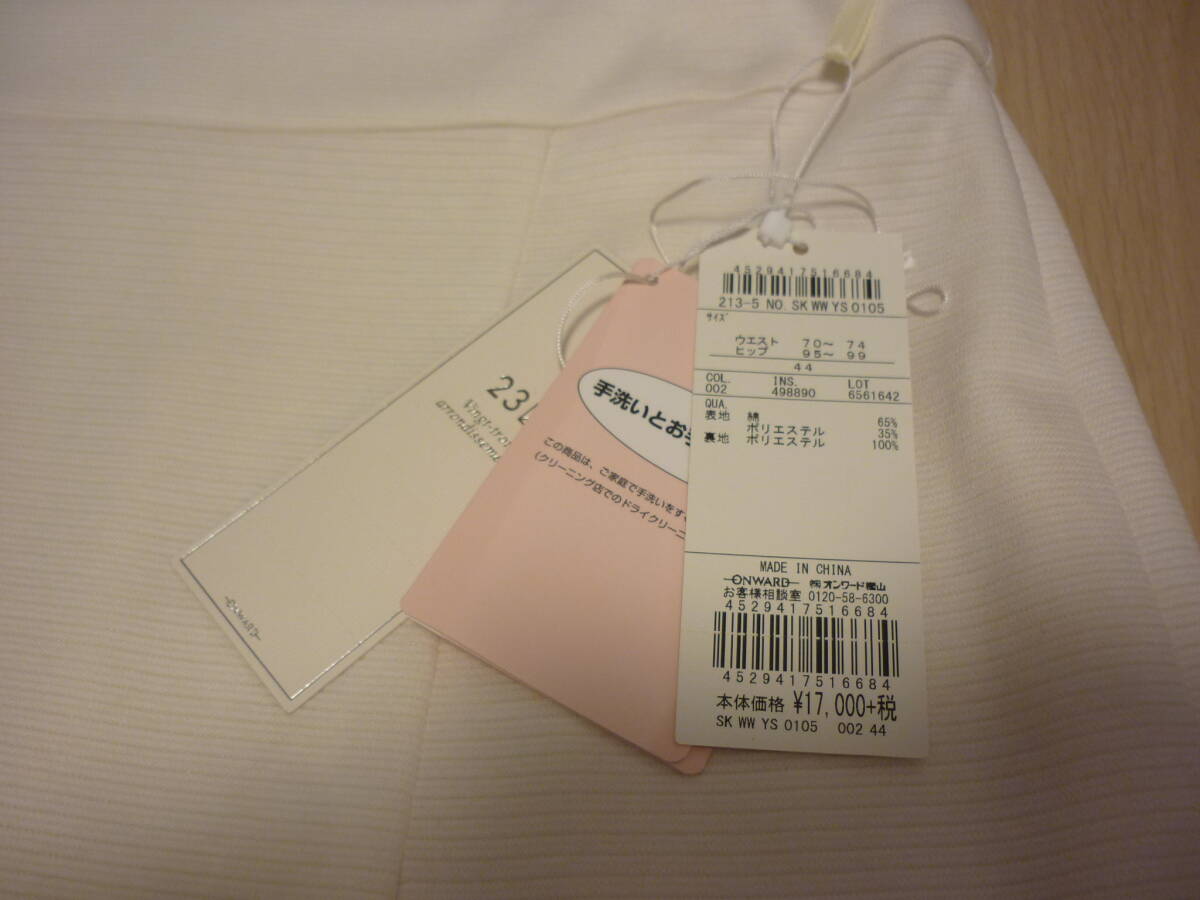 23
Vingt-trois
arrondissement
ONWARD
手洗いとお手
この商品は、ご家庭で手洗いをす
(クリーニング店でのドライクリーニ
4529417516684
213-5 NO. SK WW YS 0105
サイズ
ウエスト 70～ 74
ヒップ 95～ 99
44
COL. INS. LOT
002 498890 6561642
QUA.
表地 綿 65%
ポリエステル 35%
裏地 ポリエステル 100%
MADE IN CHINA
ONWARD ㈱オンワード樫山
お客様相談室 0120-58-6300
4529417516684
4529417516684
本体価格 ¥17,000+税
SK WW YS 0105 002 44